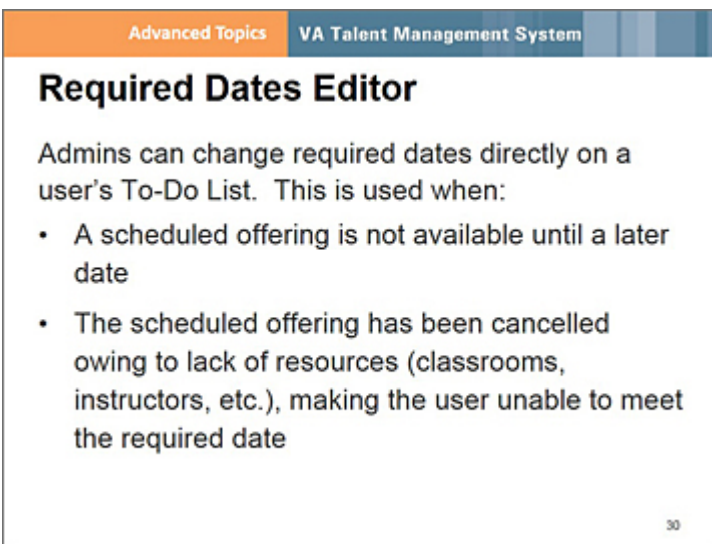 Advanced Topics VA Talent Management System
Required Dates Editor
Admins can change required dates directly on a
user's To-Do List. This is used when:
• A scheduled offering is not available until a later
date
• The scheduled offering has been cancelled
owing to lack of resources (classrooms,
instructors, etc.), making the user unable to meet
the required date
30